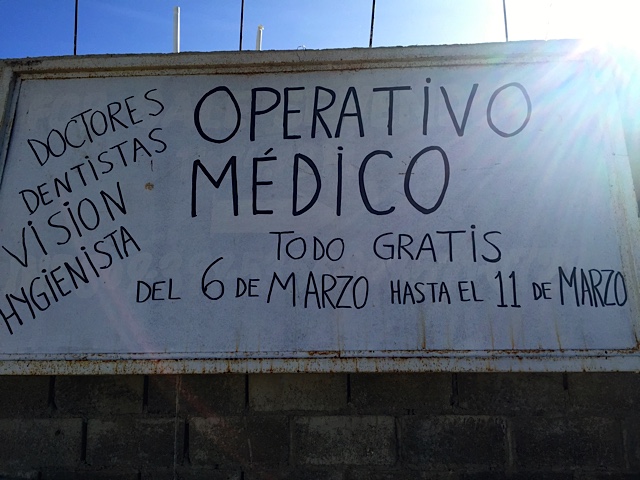 DOCTORES
DENTISTAS
VISION
HYGIENISTA
OPERATIVO
MÉDICO
TODO GRATIS
DEL 6 DE MARZO HASTA EL 11 DE MARZO